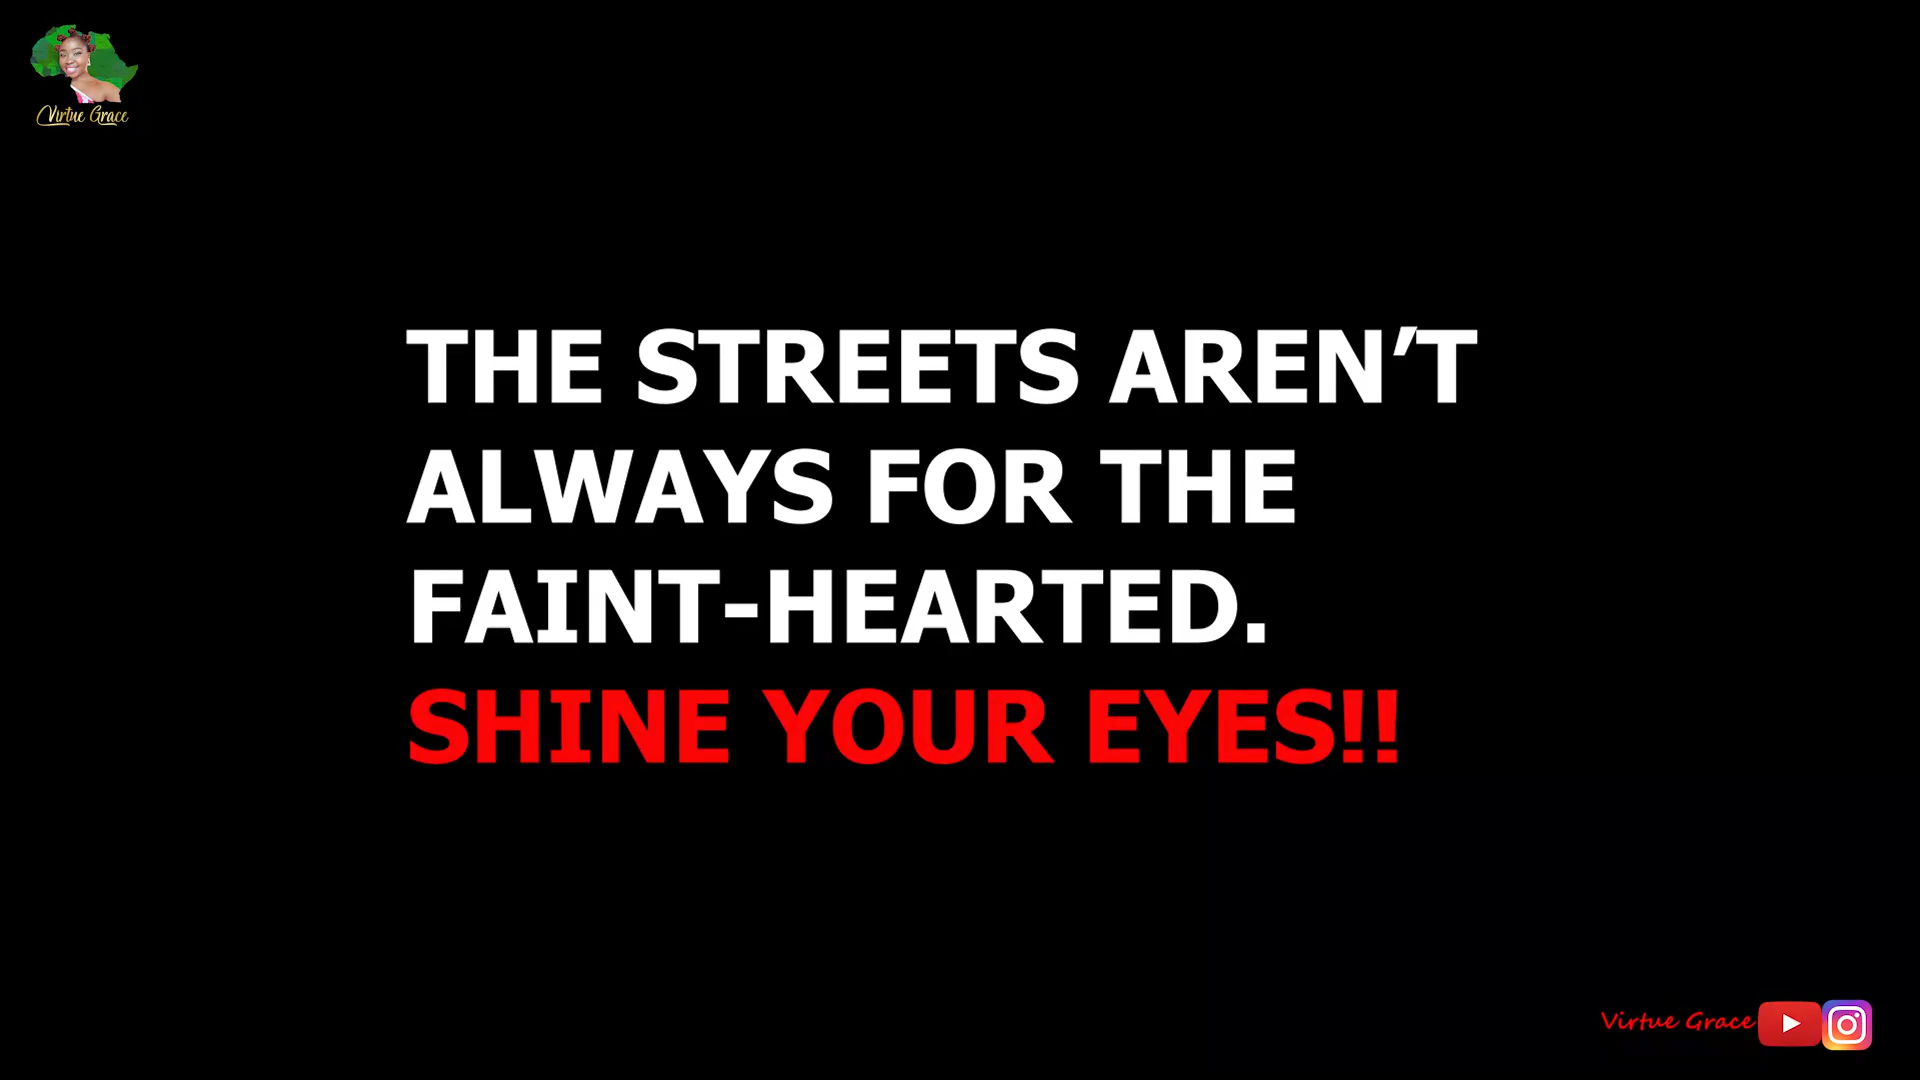 Virtue Grace
THE STREETS AREN’T
ALWAYS FOR THE
FAINT-HEARTED.
SHINE YOUR EYES!!
Virtue Grace